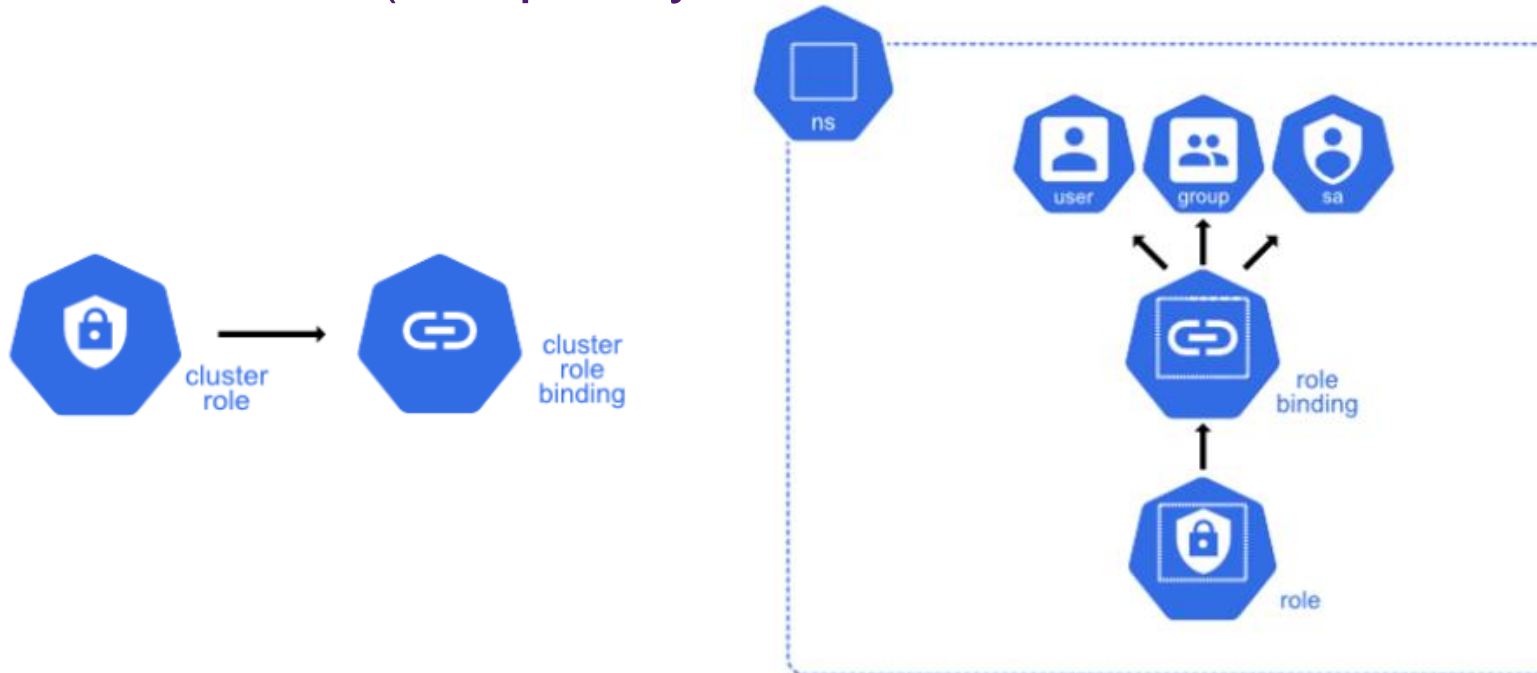 ns
user
group
sa
cluster
role
cluster
role
binding
role
binding
role